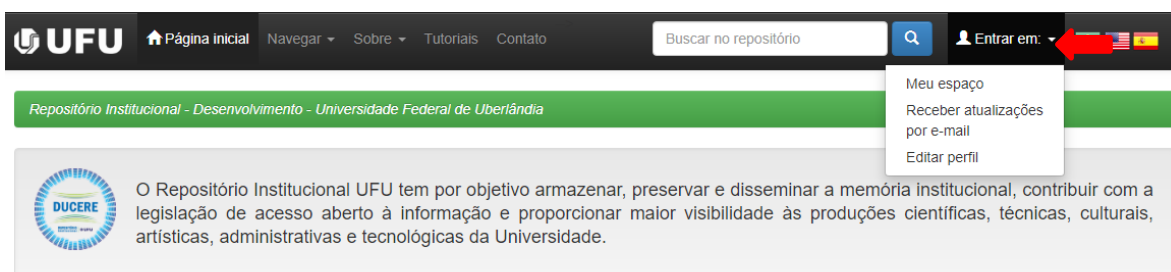 UFU
Página inicial Navegar Sobre Tutoriais Contato
Buscar no repositório
Entrar em:
Meu espaço
Receber atualizações
por e-mail
Editar perfil
Repositório Institucional - Desenvolvimento - Universidade Federal de Uberlândia
DUCERE
O Repositório Institucional UFU tem por objetivo armazenar, preservar e disseminar a memória institucional, contribuir com a
legislação de acesso aberto à informação e proporcionar maior visibilidade às produções científicas, técnicas, culturais,
artísticas, administrativas e tecnológicas da Universidade.